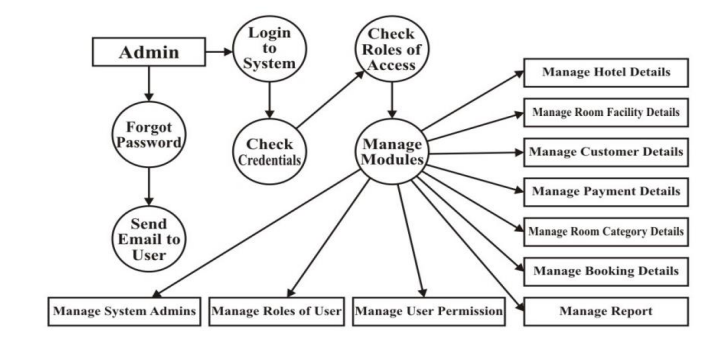 Admin
Login
to
System
Check
Roles of
Access
Forgot
Password
Check
Credentials
Manage
Modules
Send
Email to
User
Manage Hotel Details
Manage Room Facility Details
Manage Customer Details
Manage Payment Details
Manage Room Category Details
Manage Booking Details
Manage Report
Manage System Admins
Manage Roles of User
Manage User Permission